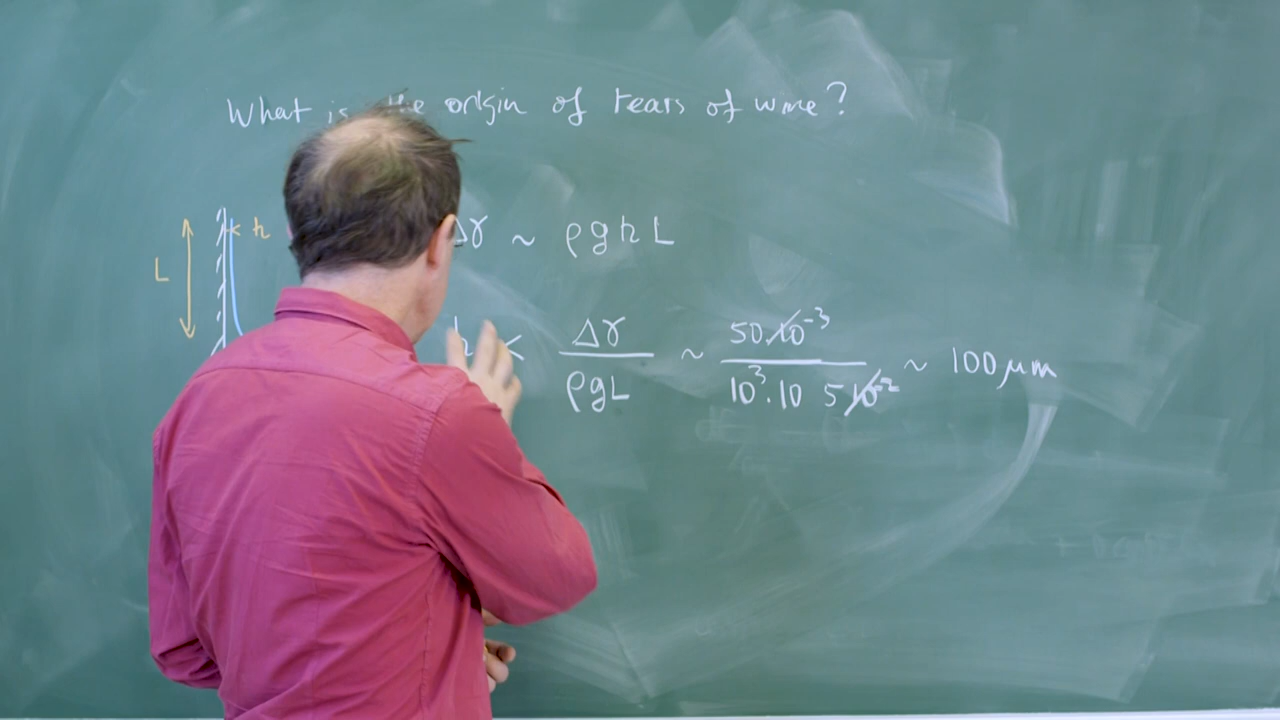 What is the origin of tears of wine?
L h Δγ ~ ρghL
h < Δγ/ρgL ~ 50.10⁻³/10³.10 5 10⁻² ~ 100 μm